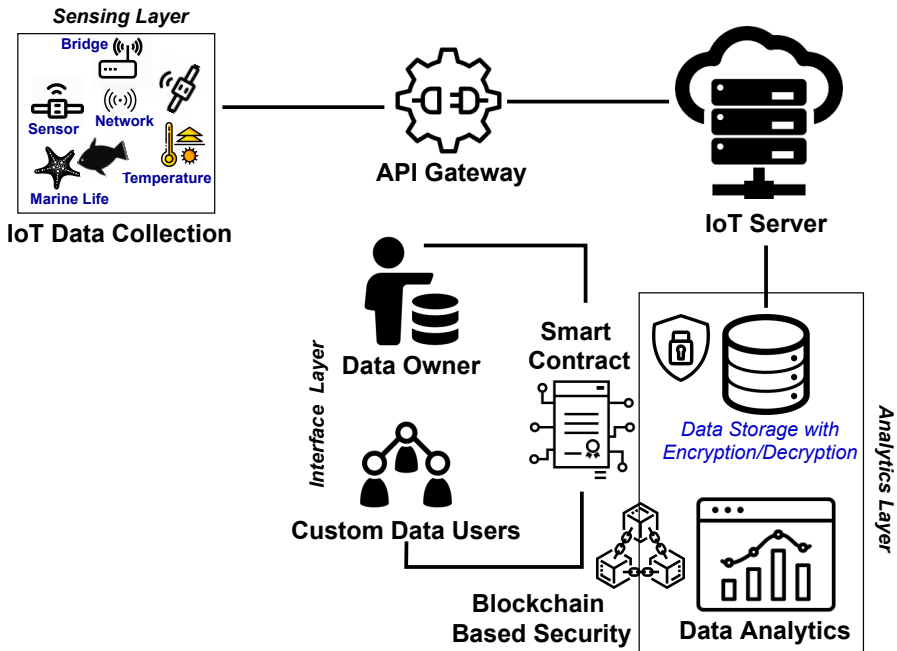 Sensing Layer
Bridge
Sensor
Network
Marine Life
Temperature
IoT Data Collection
API Gateway
IoT Server
Interface Layer
Data Owner
Custom Data Users
Smart
Contract
Blockchain
Based Security
Data Storage with
Encryption/Decryption
Data Analytics
Analytics Layer